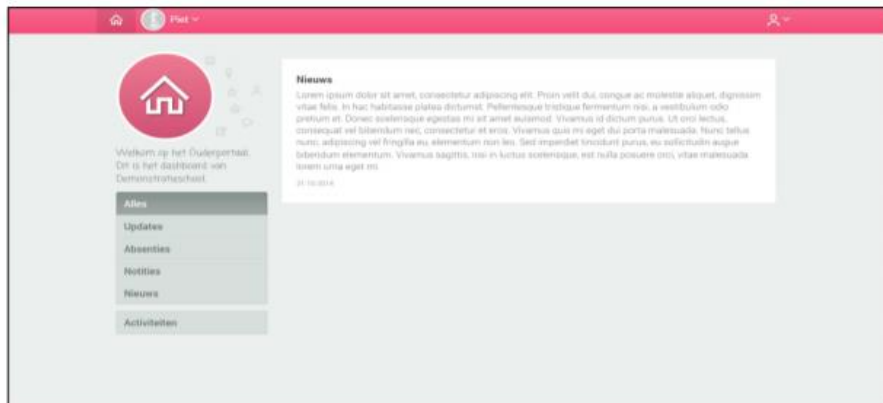 Piet
Welkom op het Ouderportaal.
Dit is het dashboard van
Demonstratieschool.
Alles
Updates
Absenties
Notities
Nieuws
Activiteiten
Nieuws
Lorem ipsum dolor sit amet, consectetur adipiscing elit. Proin velit dui, congue ac molestie aliquet, dignissim
vitae felis. In hac habitasse platea dictumst. Pellentesque tristique fermentum nisi, a vestibulum odio
pretium et. Donec scelerisque egestas mi sit amet euismod. Vivamus id dictum purus. Ut orci lectus,
consequat vel bibendum nec, consectetur et eros. Vivamus quis mi eget dui porta malesuada. Nunc tellus
nunc, adipiscing vel fringilla eu, elementum non leo. Sed imperdiet tincidunt purus, eu sollicitudin augue
bibendum elementum. Vivamus sagittis, nisi in luctus scelerisque, est nulla posuere orci, vitae malesuada
lorem urna eget mi.
21-10-2014